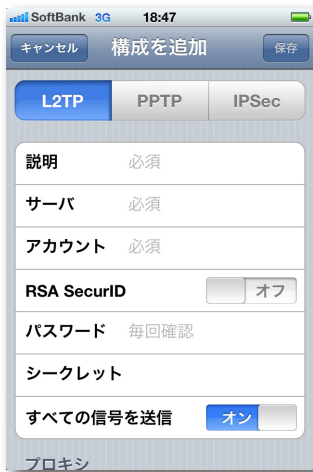 SoftBank 3G 18:47
キャンセル 構成を追加 保存
L2TP PPTP IPSec
説明 必須
サーバ 必須
アカウント 必須
RSA SecurID オフ
パスワード 毎回確認
シークレット
すべての信号を送信 オン
プロキシ